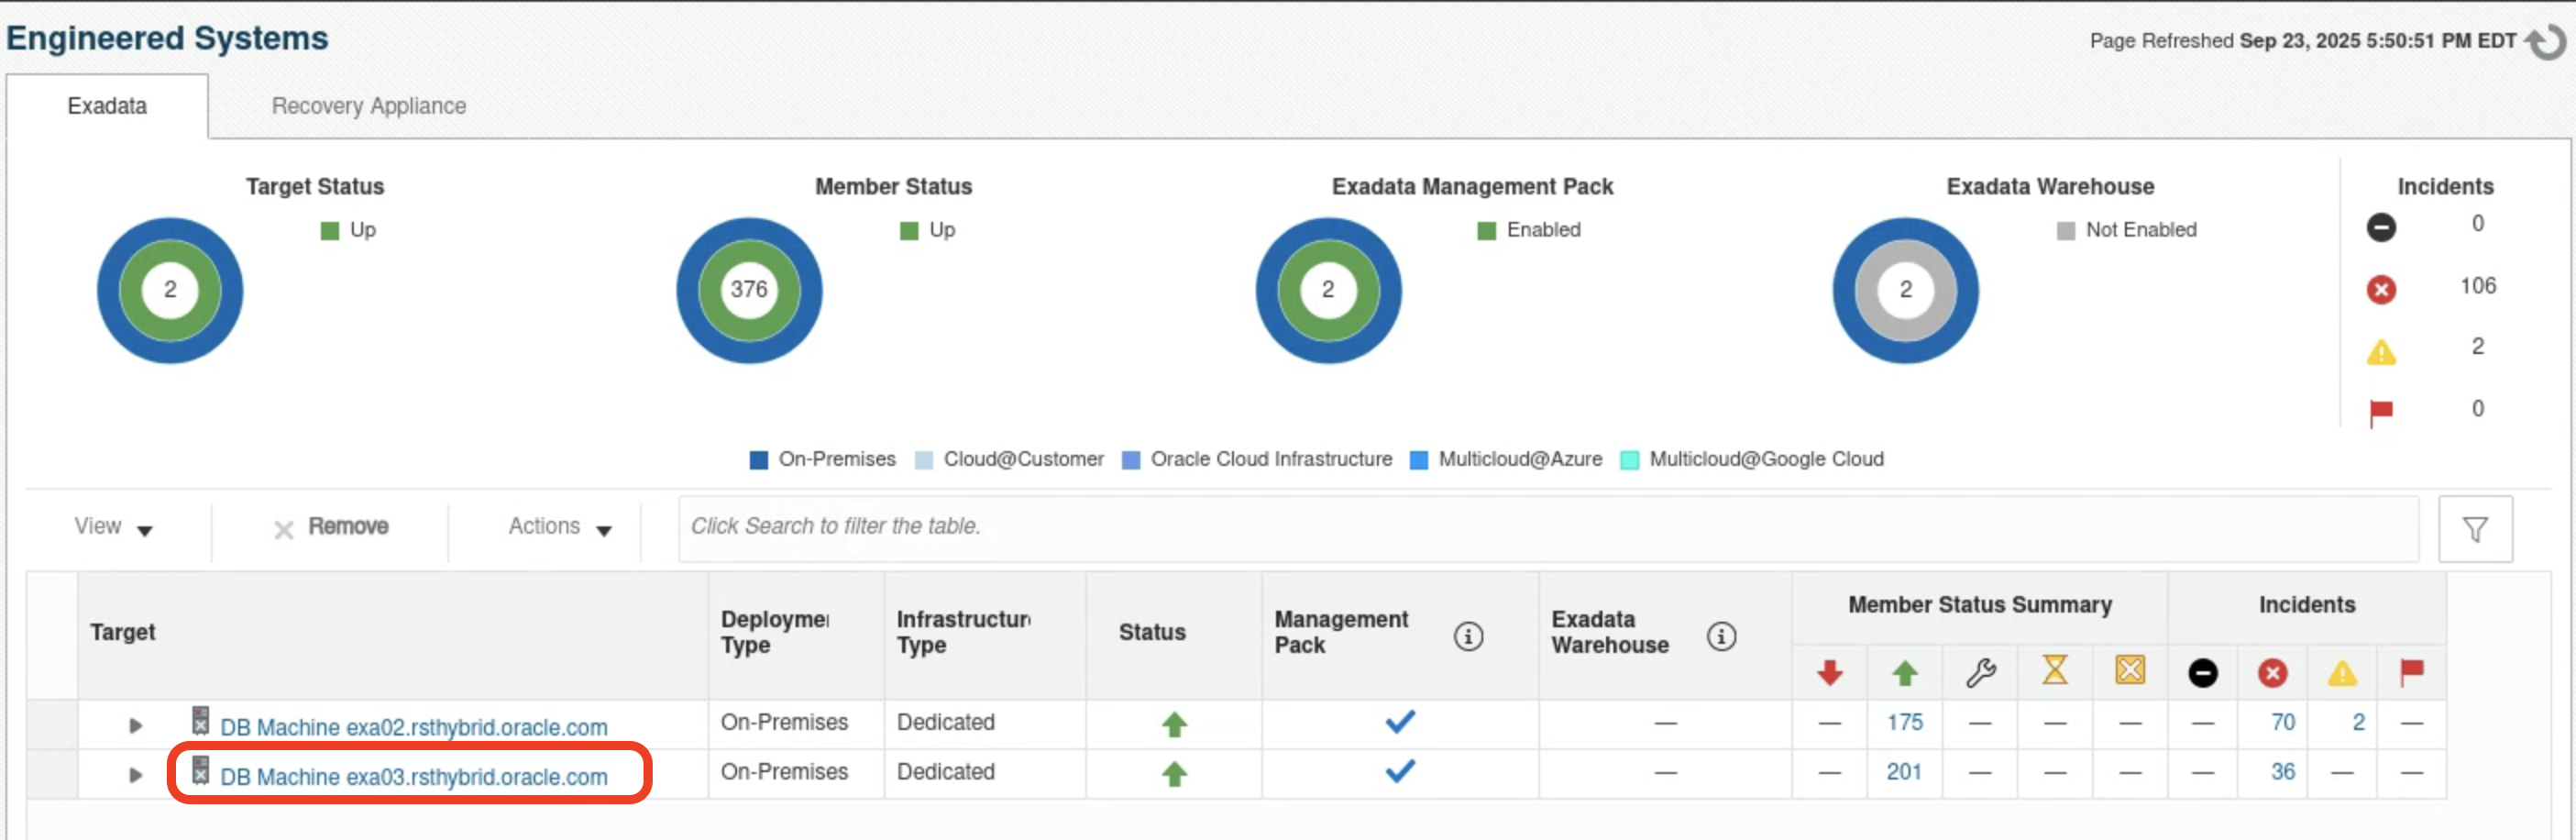 Engineered Systems
Page Refreshed Sep 23, 2025 5:50:51 PM EDT
Exadata
Recovery Appliance
Target Status
Up
2
Member Status
Up
376
Exadata Management Pack
Enabled
2
Exadata Warehouse
Not Enabled
2
Incidents
0
106
2
0
On-Premises
Cloud@Customer
Oracle Cloud Infrastructure
Multicloud@Azure
Multicloud@Google Cloud
View
Remove
Actions
Click Search to filter the table.
Target
Deployme
Type
Infrastructur
Type
Status
Management
Pack
Exadata
Warehouse
Member Status Summary
Incidents
DB Machine exa02.rsthybrid.oracle.com On-Premises Dedicated — — 175 — — — — 70 2 —
DB Machine exa03.rsthybrid.oracle.com On-Premises Dedicated — — 201 — — — — 36 — —